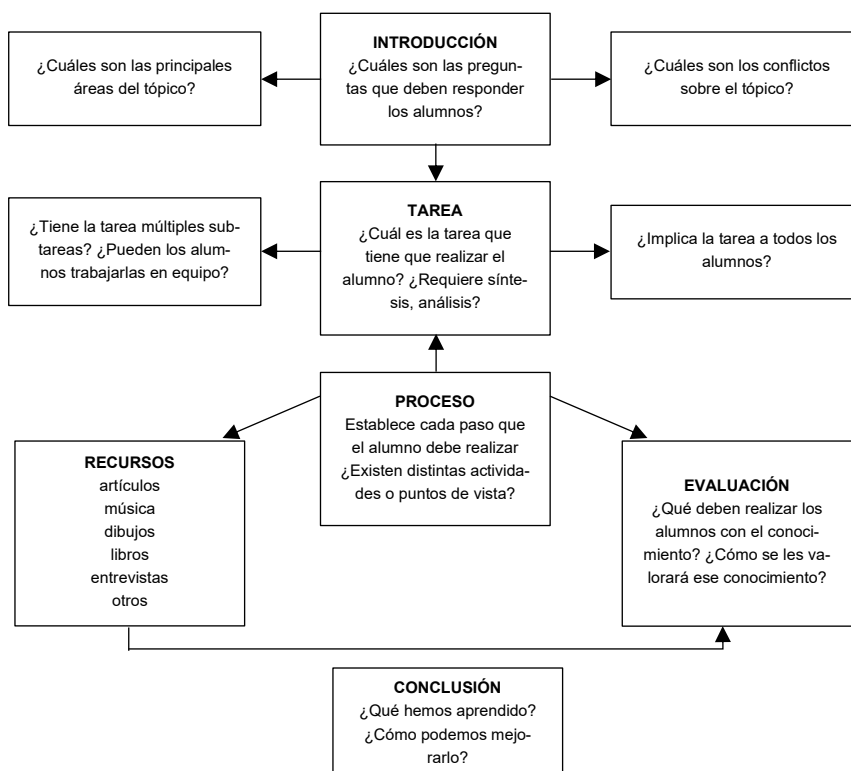 INTRODUCCIÓN
¿Cuáles son las pregun-
tas que deben responder
los alumnos?
¿Cuáles son las principales
áreas del tópico?
¿Cuáles son los conflictos
sobre el tópico?
TAREA
¿Cuál es la tarea que
tiene que realizar el
alumno? ¿Requiere sínte-
sis, análisis?
¿Tiene la tarea múltiples sub-
tareas? ¿Pueden los alum-
nos trabajarlas en equipo?
¿Implica la tarea a todos los
alumnos?
PROCESO
Establece cada paso que
el alumno debe realizar
¿Existen distintas activida-
des o puntos de vista?
RECURSOS
artículos
música
dibujos
libros
entrevistas
otros
EVALUACIÓN
¿Qué deben realizar los
alumnos con el conoci-
miento? ¿Cómo se les va-
lorará ese conocimiento?
CONCLUSIÓN
¿Qué hemos aprendido?
¿Cómo podemos mejo-
rarlo?